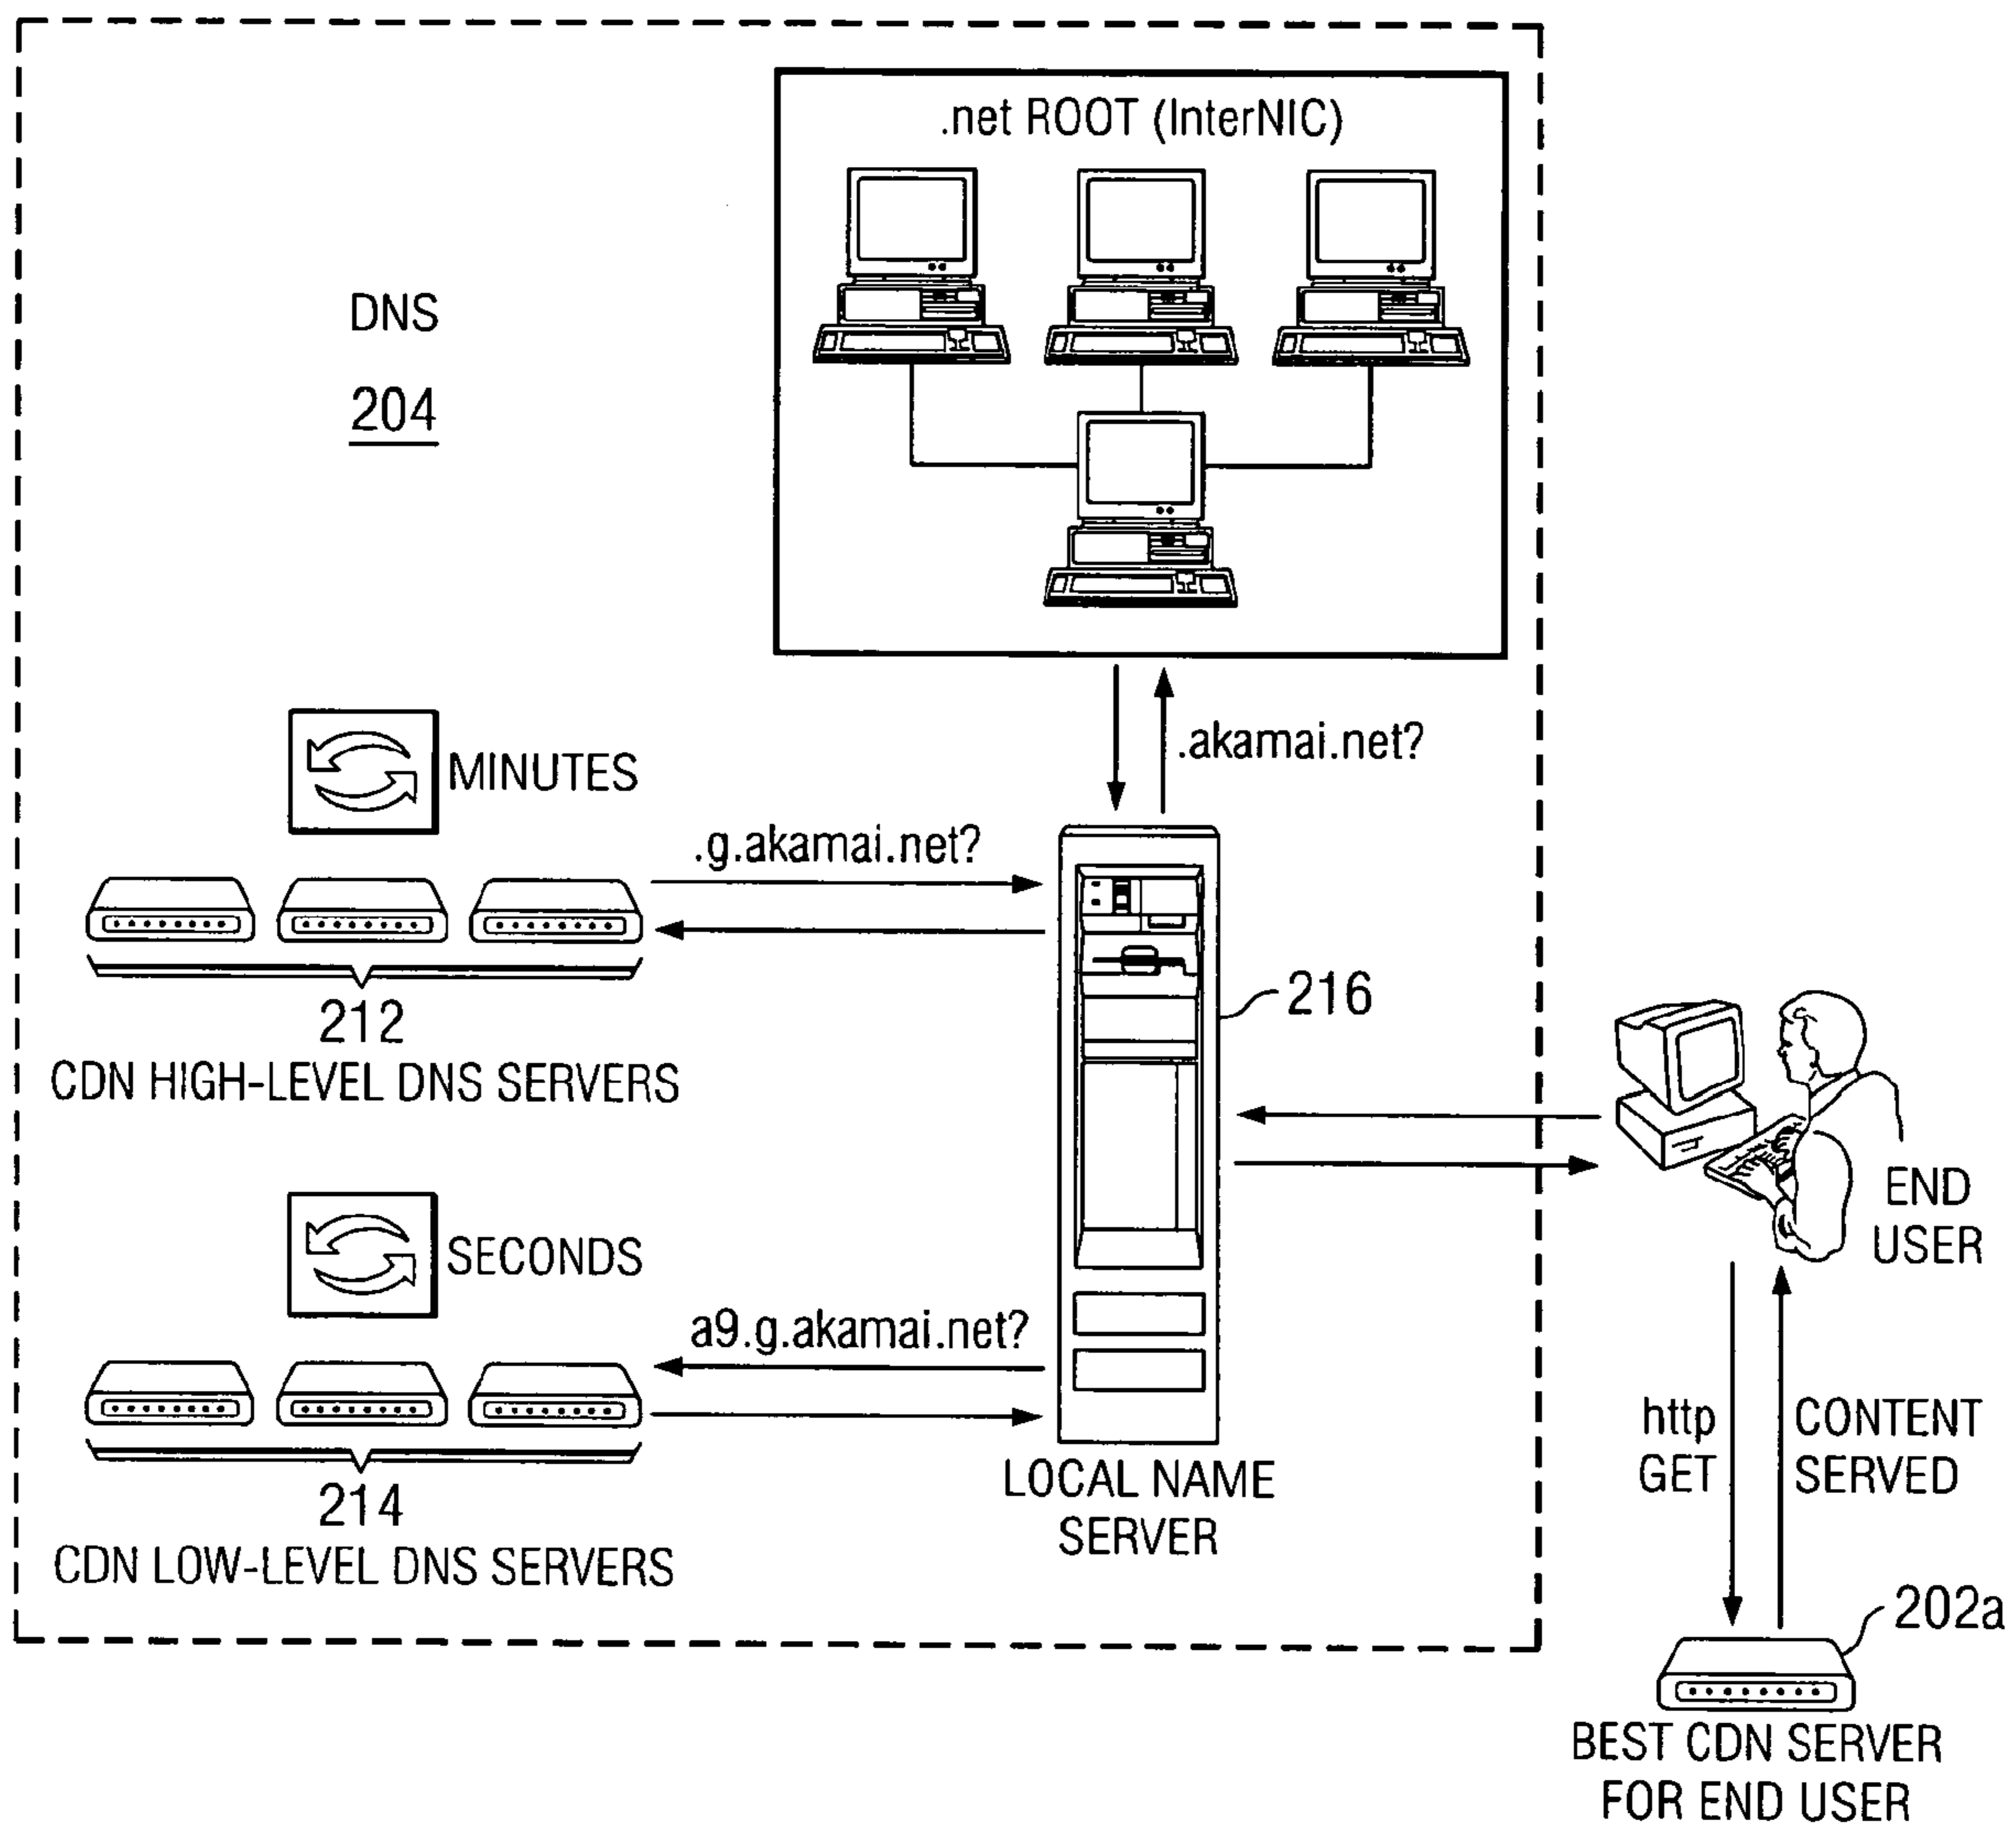 .net ROOT (InterNIC)
DNS
204
.akamai.net?
MINUTES
.g.akamai.net?
212
CDN HIGH-LEVEL DNS SERVERS
216
END
USER
SECONDS
a9.g.akamai.net?
214
CDN LOW-LEVEL DNS SERVERS
LOCAL NAME
SERVER
http
GET
CONTENT
SERVED
202a
BEST CDN SERVER
FOR END USER